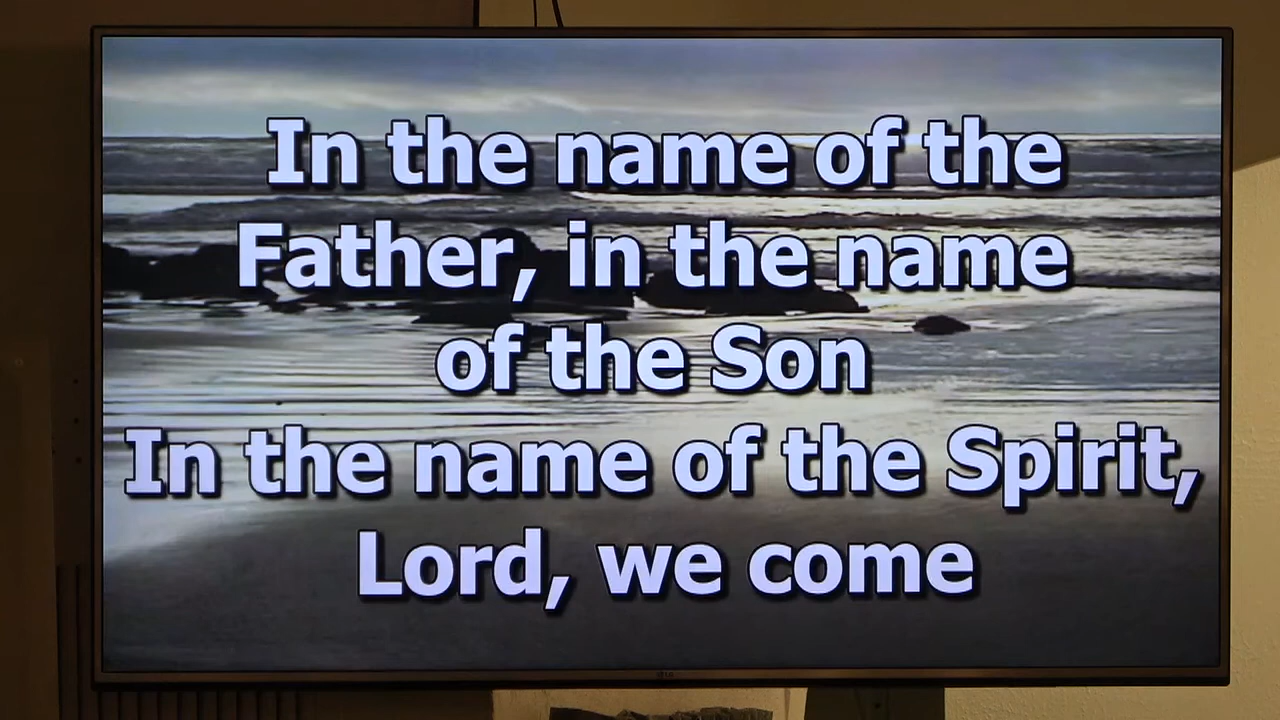 In the name of the
Father, in the name
of the Son
In the name of the Spirit,
Lord, we come